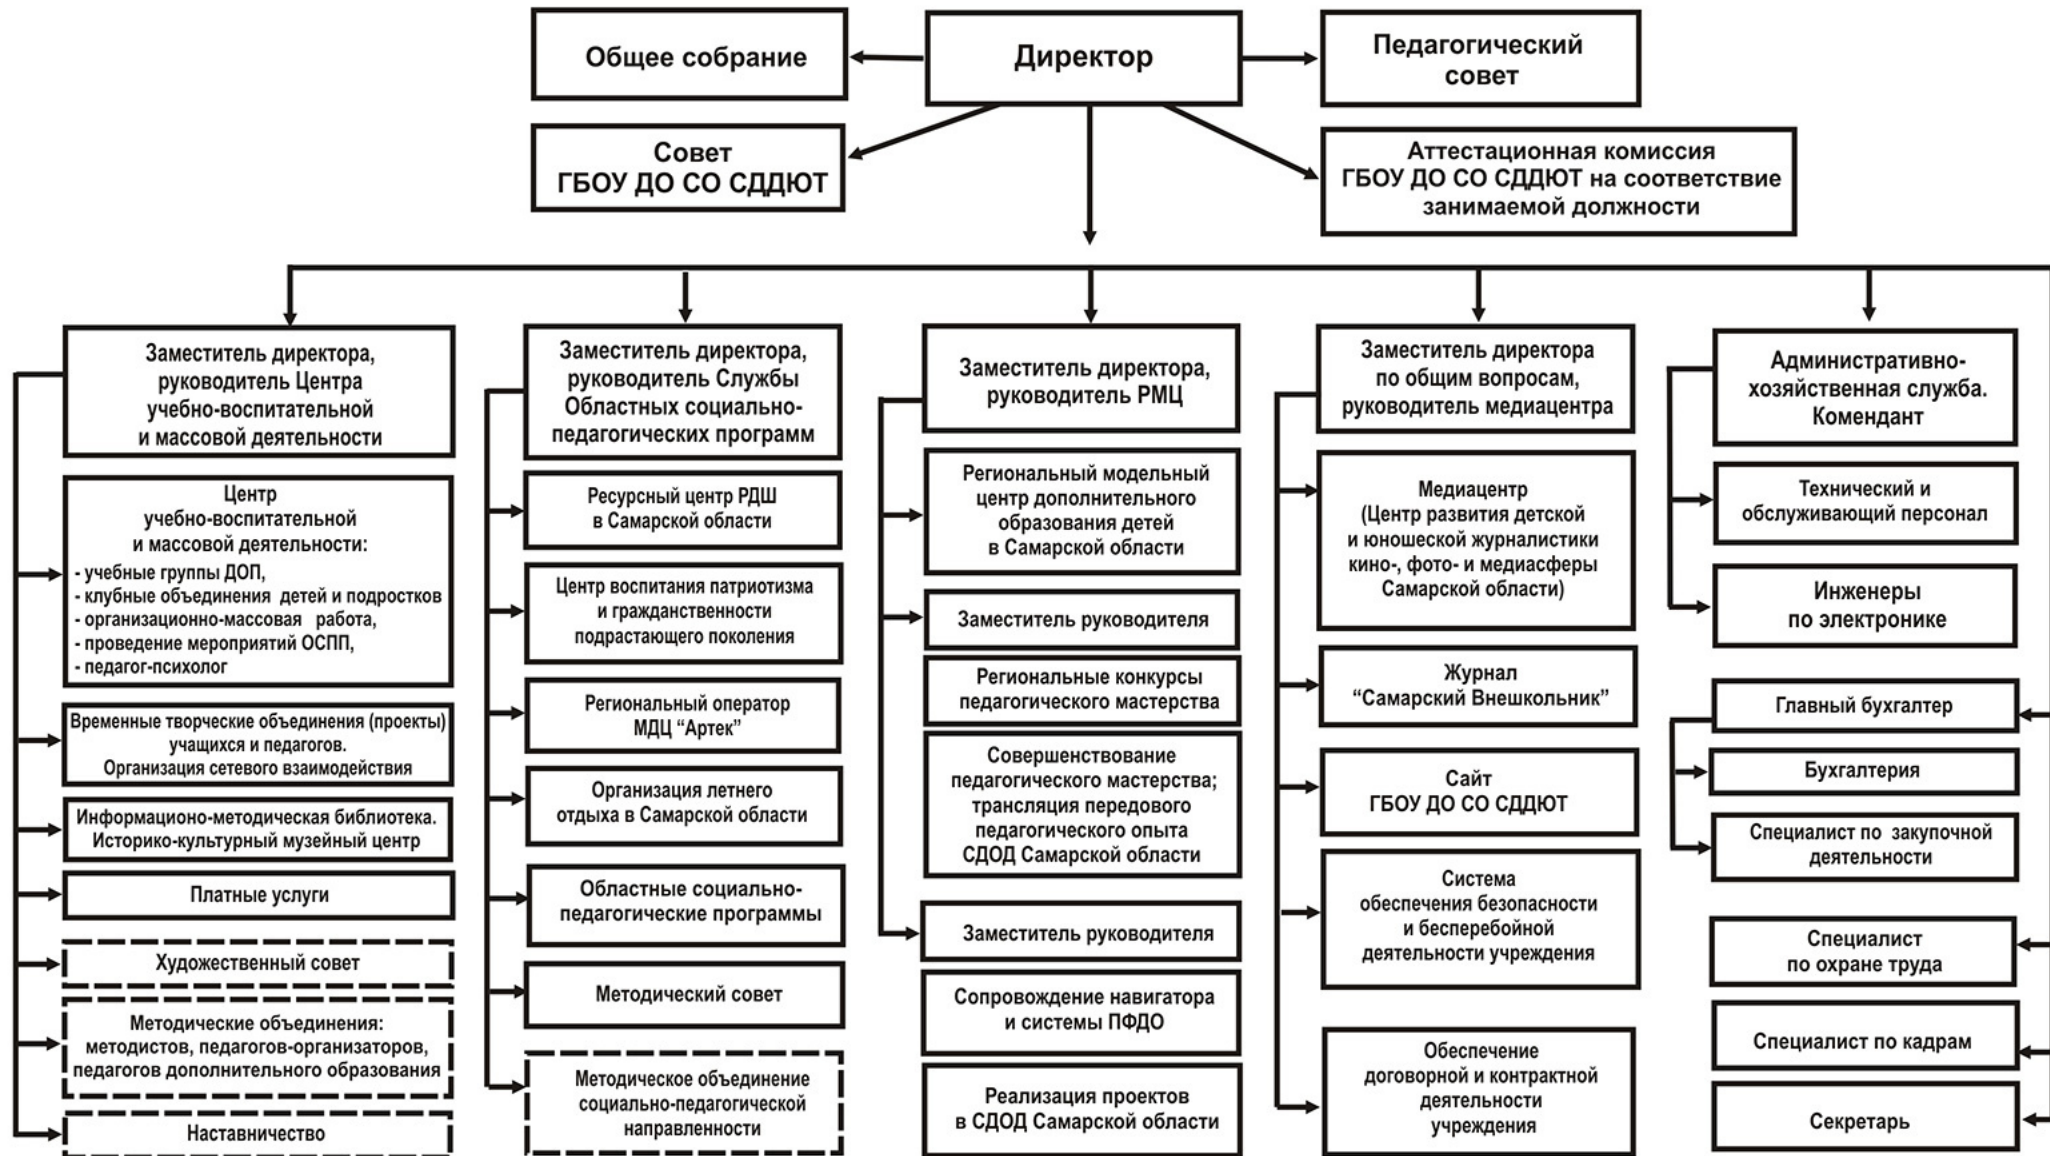 Общее собрание
Директор
Педагогический
совет
Совет
ГБОУ ДО СО СДДЮТ
Аттестационная комиссия
ГБОУ ДО СО СДДЮТ на соответствие
занимаемой должности
Заместитель директора,
руководитель Центра
учебно-воспитательной
и массовой деятельности
Центр
учебно-воспитательной
и массовой деятельности:
- учебные группы ДОП,
- клубные объединения детей и подростков
- организационно-массовая работа,
- проведение мероприятий ОСПП,
- педагог-психолог
Временные творческие объединения (проекты)
учащихся и педагогов.
Организация сетевого взаимодействия
Информационо-методическая библиотека.
Историко-культурный музейный центр
Платные услуги
Художественный совет
Методические объединения:
методистов, педагогов-организаторов,
педагогов дополнительного образования
Наставничество
Заместитель директора,
руководитель Службы
Областных социально-
педагогических программ
Ресурсный центр РДШ
в Самарской области
Центр воспитания патриотизма
и гражданственности
подрастающего поколения
Региональный оператор
МДЦ “Артек”
Организация летнего
отдыха в Самарской области
Областные социально-
педагогические программы
Методический совет
Методическое объединение
социально-педагогической
направленности
Заместитель директора,
руководитель РМЦ
Региональный модельный
центр дополнительного
образования детей
в Самарской области
Заместитель руководителя
Региональные конкурсы
педагогического мастерства
Совершенствование
педагогического мастерства;
трансляция передового
педагогического опыта
СДОД Самарской области
Заместитель руководителя
Сопровождение навигатора
и системы ПФДО
Реализация проектов
в СДОД Самарской области
Заместитель директора
по общим вопросам,
руководитель медиацентра
Медиацентр
(Центр развития детской
и юношеской журналистики
кино-, фото- и медиасферы
Самарской области)
Журнал
“Самарский Внешкольник”
Сайт
ГБОУ ДО СО СДДЮТ
Система
обеспечения безопасности
и бесперебойной
деятельности учреждения
Обеспечение
договорной и контрактной
деятельности
учреждения
Административно-
хозяйственная служба.
Комендант
Технический и
обслуживающий персонал
Инженеры
по электронике
Главный бухгалтер
Бухгалтерия
Специалист по закупочной
деятельности
Специалист
по охране труда
Специалист по кадрам
Секретарь